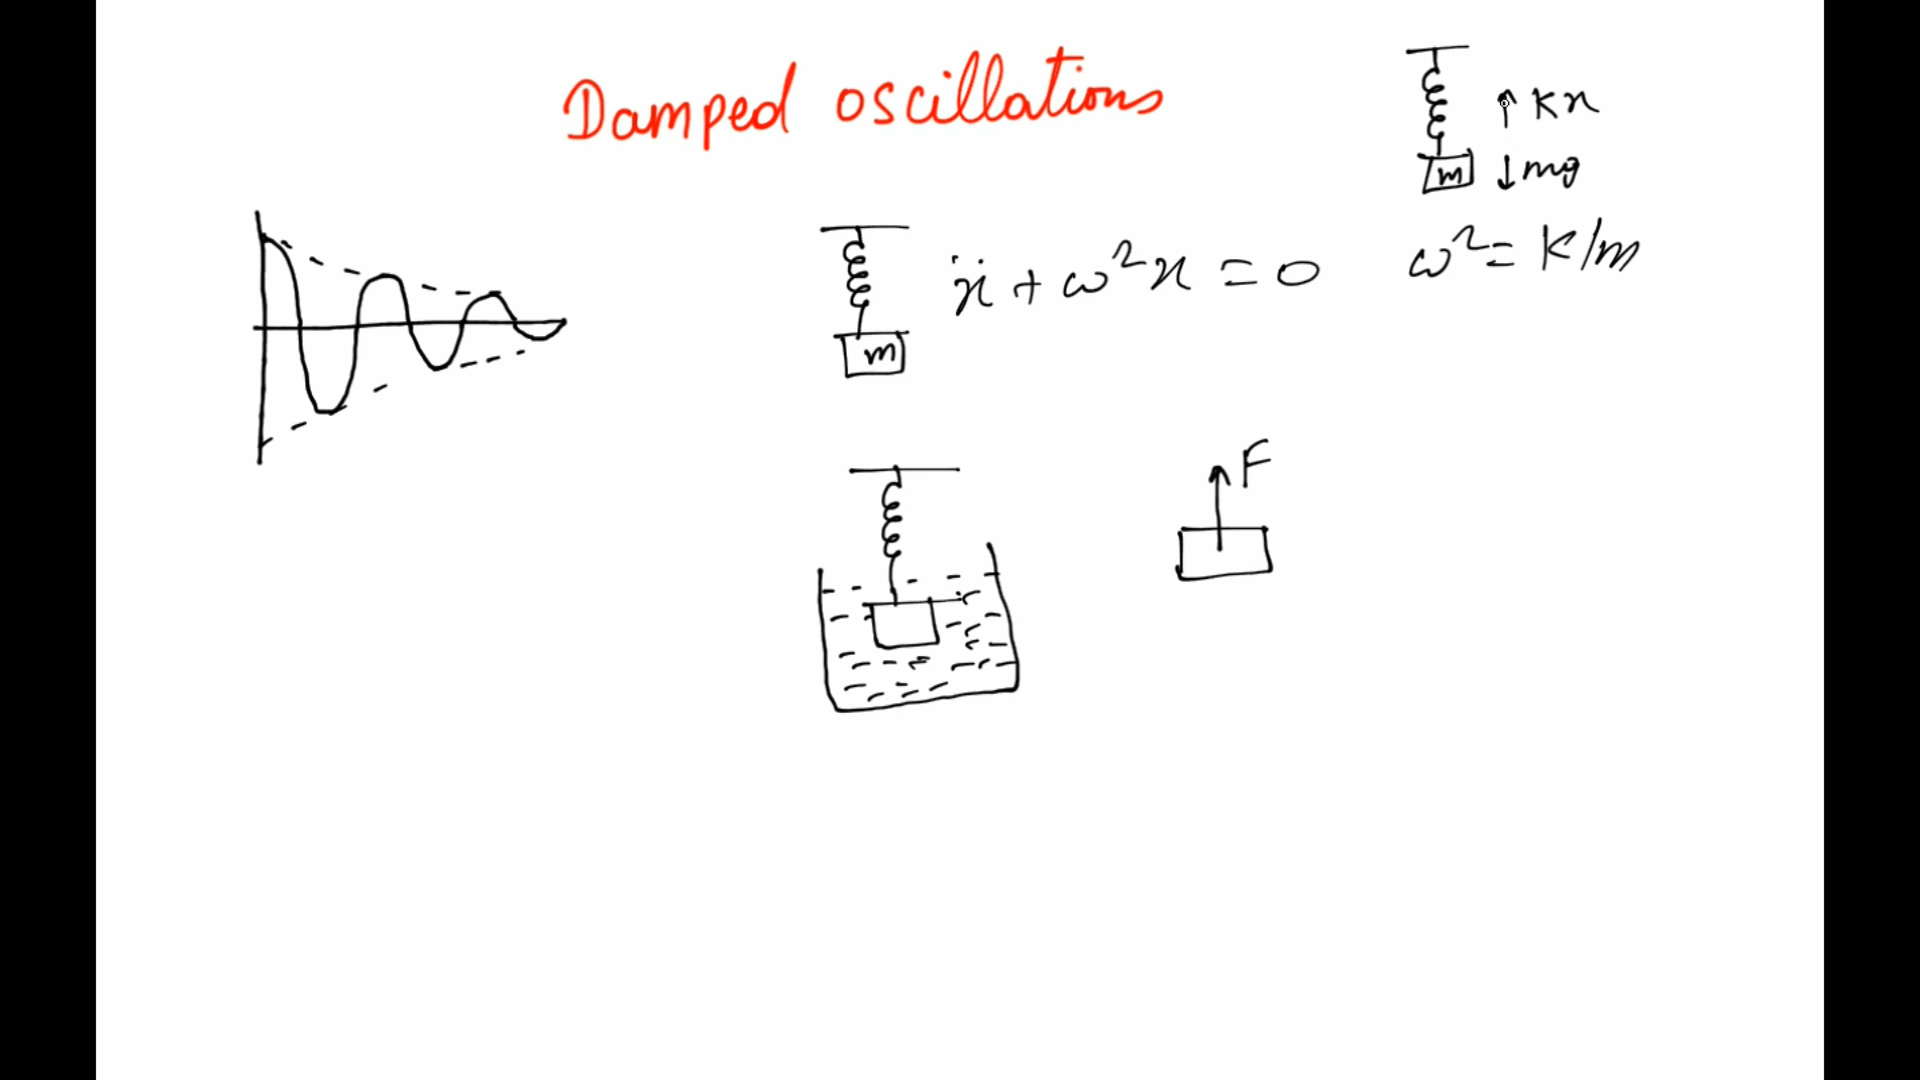 Damped oscillations
kx
m
mg
ẍ + ω²x = 0
ω² = k/m
m
F